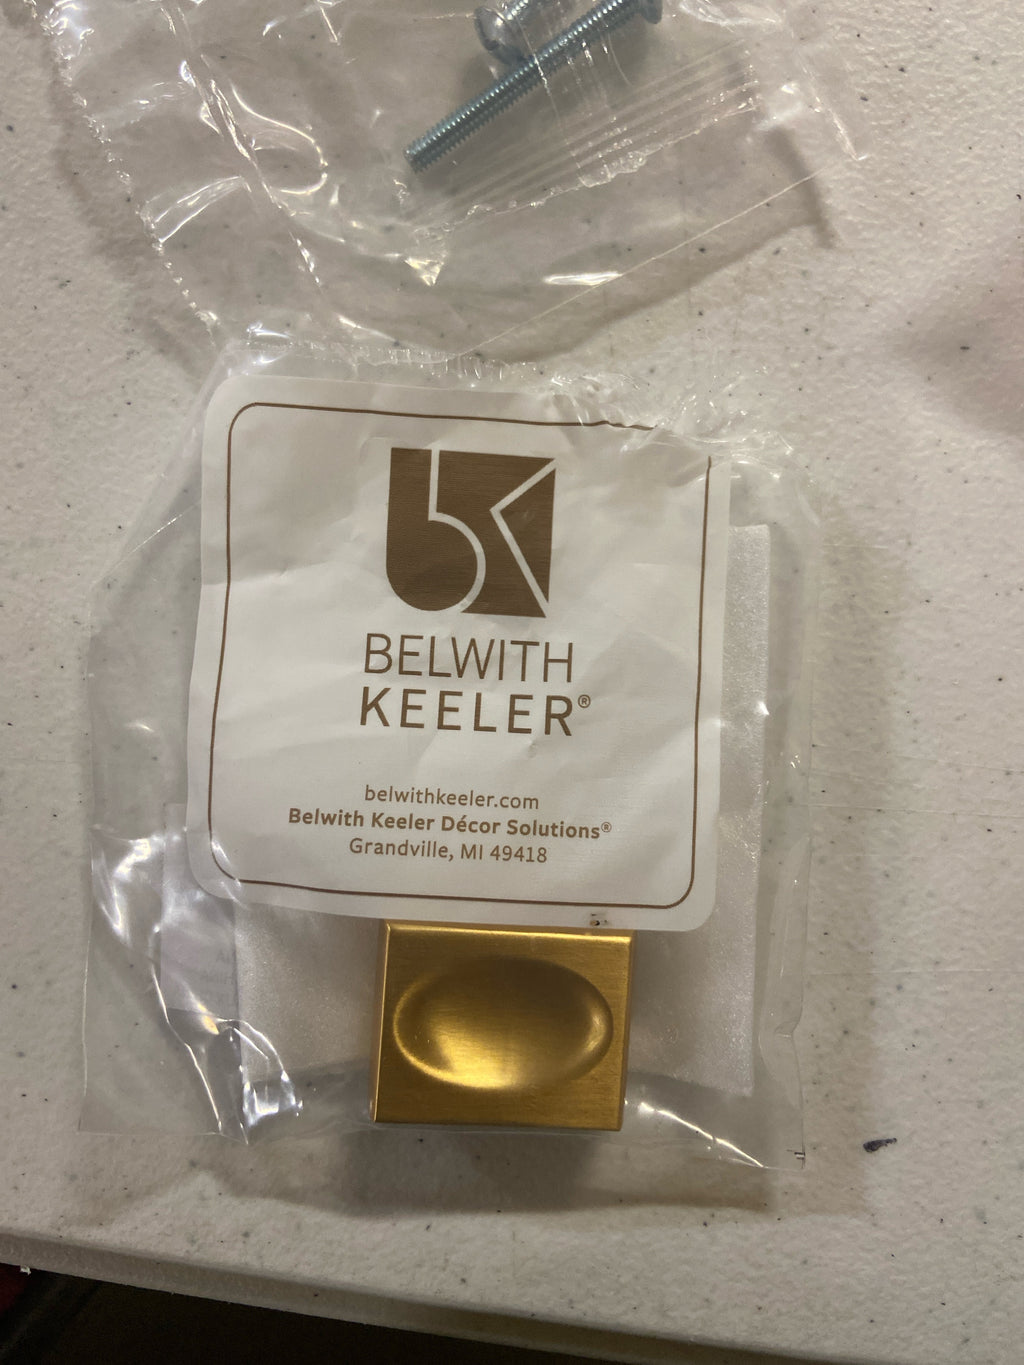 BELWITH
KEELER®
belwithkeeler.com
Belwith Keeler Décor Solutions®
Grandville, MI 49418